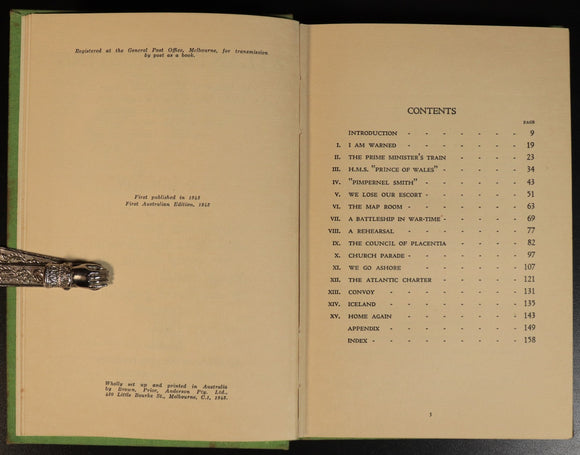 Registered at the General Post Office, Melbourne, for transmission
by post as a book.
First published in 1943
First Australian Edition, 1943
Wholly set up and printed in Australia
by Brown, Prior, Anderson Pty. Ltd.,
430 Little Bourke St., Melbourne, C.1, 1943.
CONTENTS
PAGE
INTRODUCTION - - - - - - - 9
I. I AM WARNED - - - - - - - 19
II. THE PRIME MINISTER'S TRAIN - - - - 23
III. H.M.S. "PRINCE OF WALES" - - - - 34
IV. "PIMPERNEL SMITH" - - - - - 43
V. WE LOSE OUR ESCORT - - - - - 51
VI. THE MAP ROOM - - - - - - 63
VII. A BATTLESHIP IN WAR-TIME - - - - 69
VIII. A REHEARSAL - - - - - - 77
IX. THE COUNCIL OF PLACENTIA - - - - 82
X. CHURCH PARADE - - - - - - 97
XI. WE GO ASHORE - - - - - - 107
XII. THE ATLANTIC CHARTER - - - - - 121
XIII. CONVOY - - - - - - - 131
XIV. ICELAND - - - - - - - 135
XV. HOME AGAIN - - - - - - 143
APPENDIX - - - - - - - 149
INDEX - - - - - - - 158
5